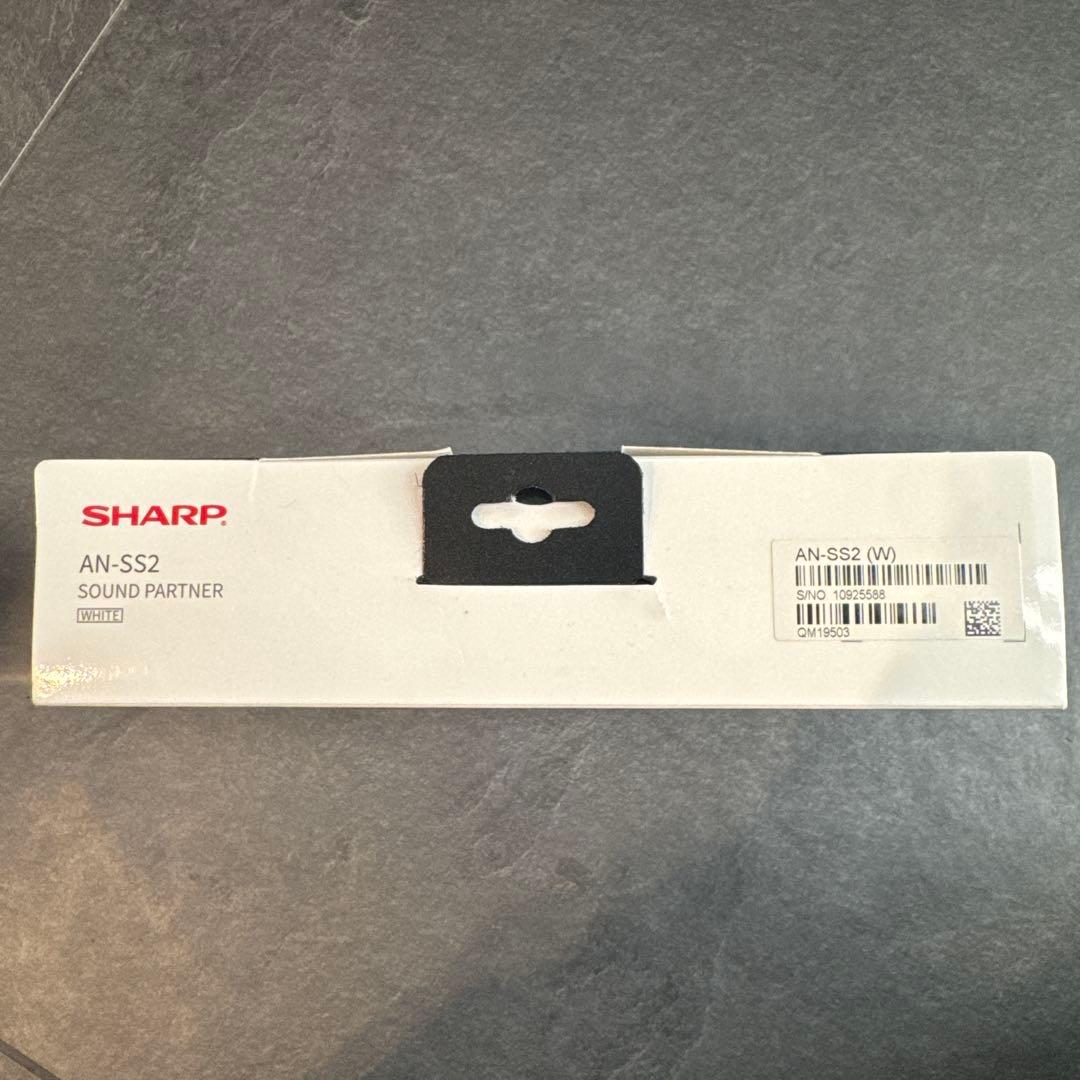 SHARP
AN-SS2
SOUND PARTNER
WHITE
AN-SS2 (W)
S/NO 10925588
QM19503